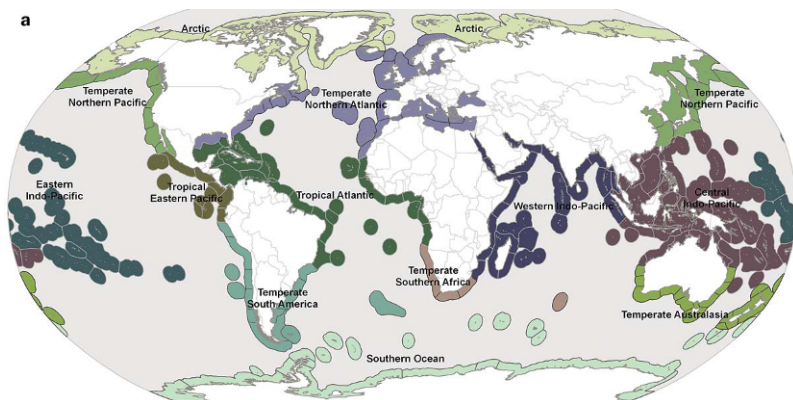 a
Arctic
Arctic
Temperate
Northern Pacific
Temperate
Northern Atlantic
Temperate
Northern Pacific
Eastern
Indo-Pacific
Tropical
Eastern Pacific
Tropical Atlantic
Western Indo-Pacific
Central
Indo-Pacific
Temperate
South America
Temperate
Southern Africa
Temperate Australasia
Southern Ocean